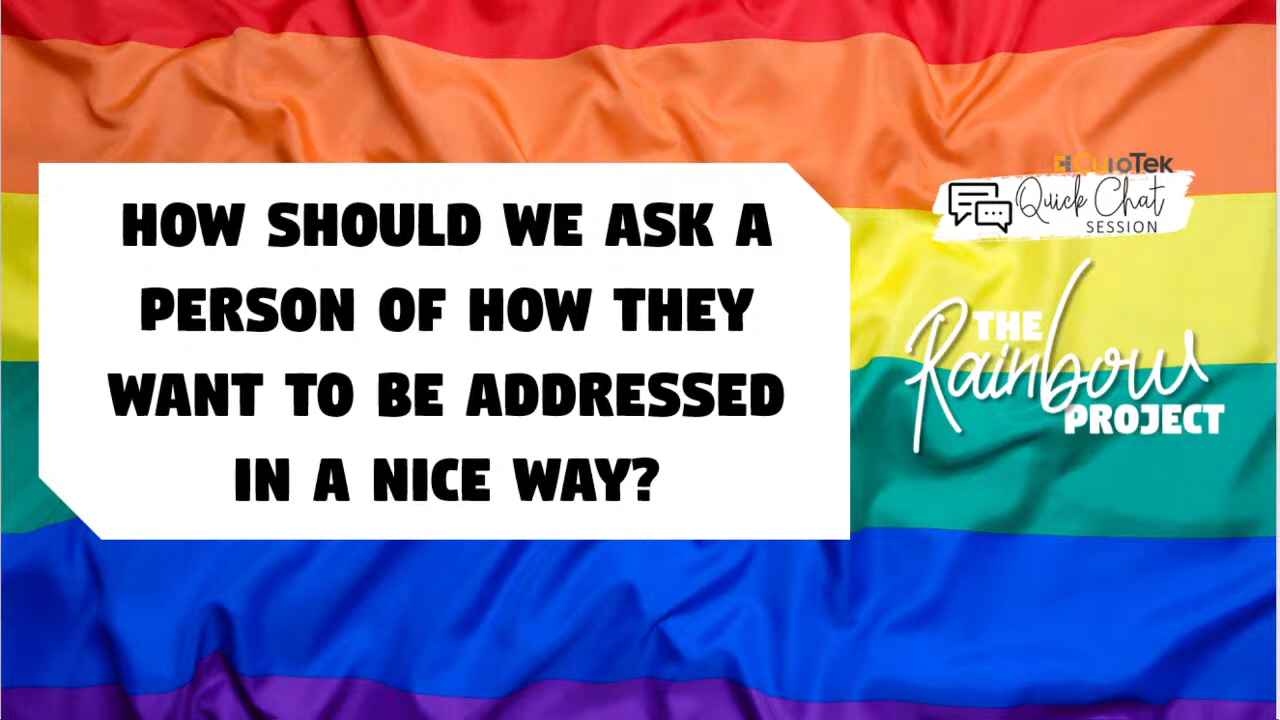 HOW SHOULD WE ASK A
PERSON OF HOW THEY
WANT TO BE ADDRESSED
IN A NICE WAY?
Quick Chat
SESSION
THE
Rainbow
PROJECT